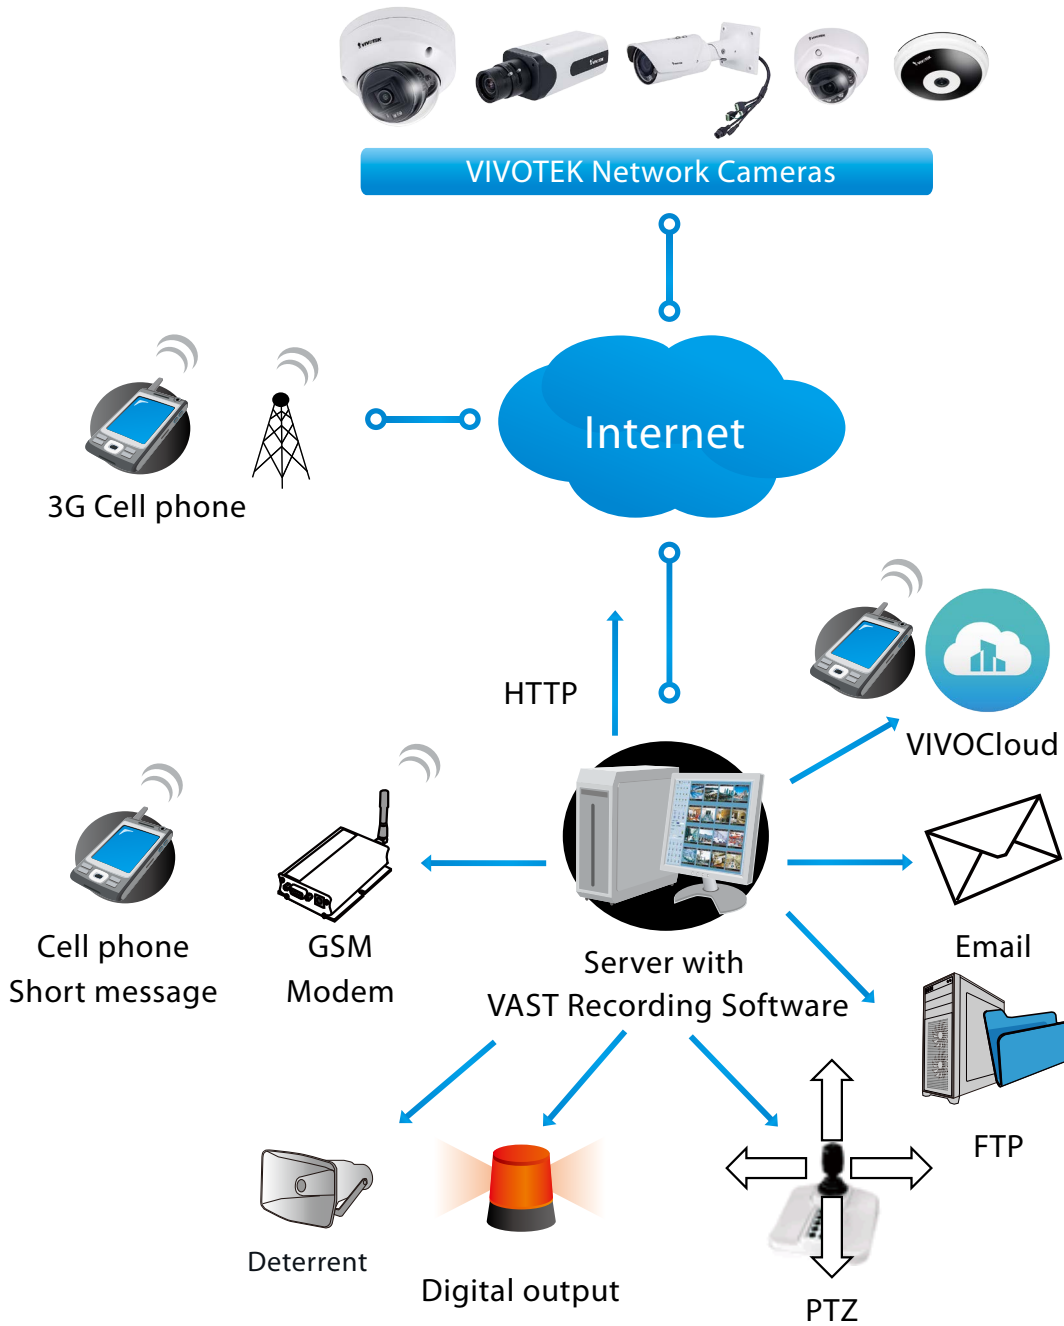 VIVOTEK
VIVOTEK Network Cameras
Internet
3G Cell phone
HTTP
VIVOCloud
Cell phone
Short message
GSM
Modem
Server with
VAST Recording Software
Email
FTP
Deterrent
Digital output
PTZ